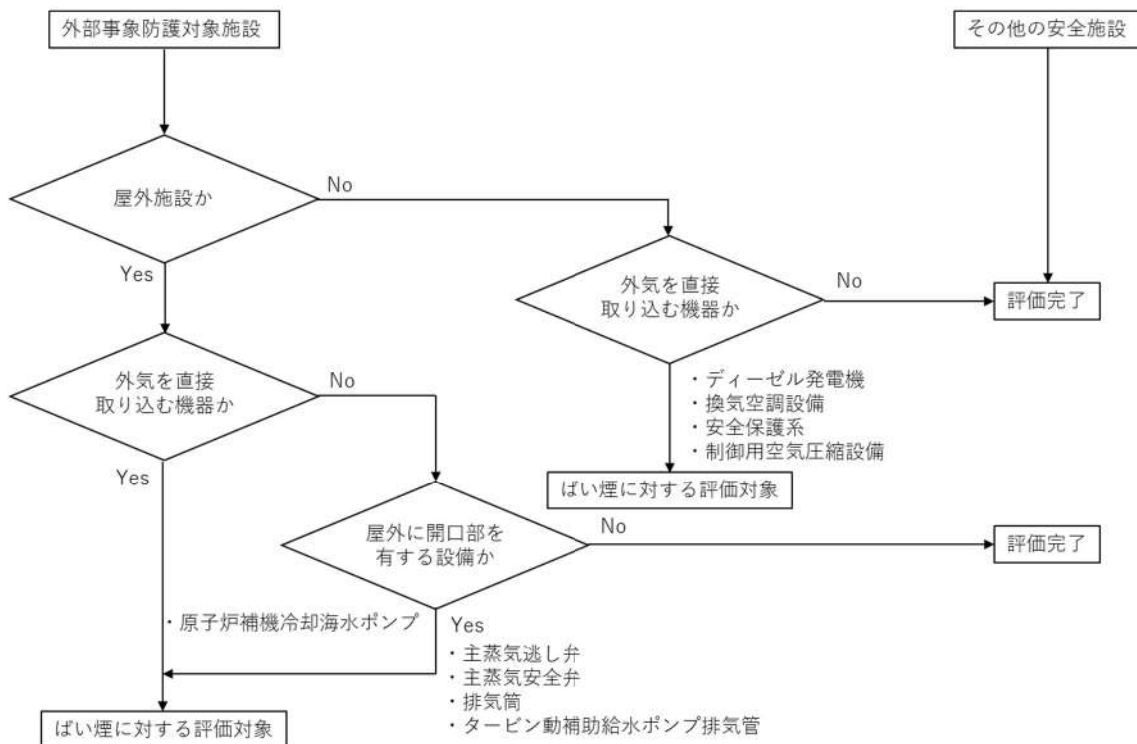 外部事象防護対象施設
その他の安全施設
屋外施設か
No
Yes
外気を直接
取り込む機器か
No
評価完了
外気を直接
取り込む機器か
No
Yes
・ディーゼル発電機
・換気空調設備
・安全保護系
・制御用空気圧縮設備
ばい煙に対する評価対象
屋外に開口部を
有する設備か
No
評価完了
・原子炉補機冷却海水ポンプ
Yes
・主蒸気逃し弁
・主蒸気安全弁
・排気筒
・タービン動補助給水ポンプ排気管
ばい煙に対する評価対象